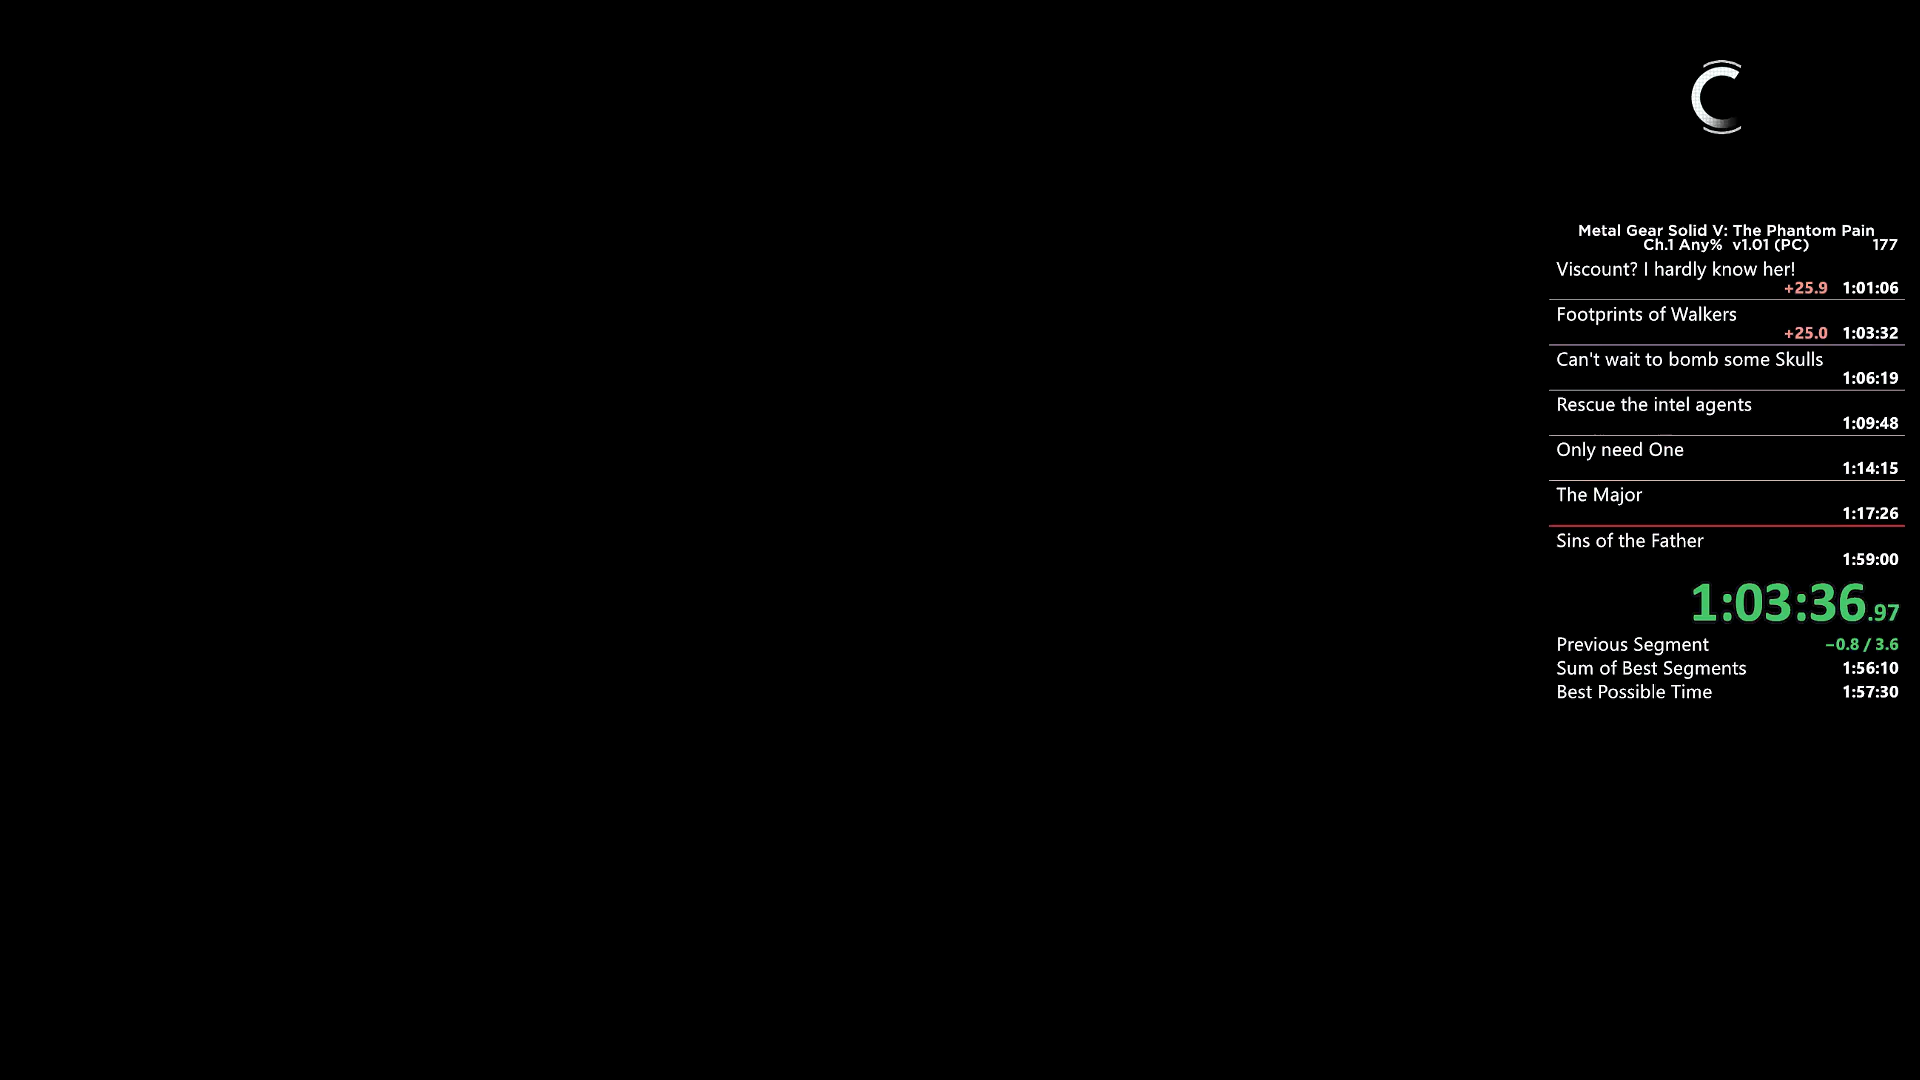 Metal Gear Solid V: The Phantom Pain
Ch.1 Any% v1.01 (PC) 177
Viscount? I hardly know her!
+25.9 1:01:06
Footprints of Walkers
+25.0 1:03:32
Can't wait to bomb some Skulls
1:06:19
Rescue the intel agents
1:09:48
Only need One
1:14:15
The Major
1:17:26
Sins of the Father
1:59:00
1:03:36.97
Previous Segment −0.8 / 3.6
Sum of Best Segments 1:56:10
Best Possible Time 1:57:30